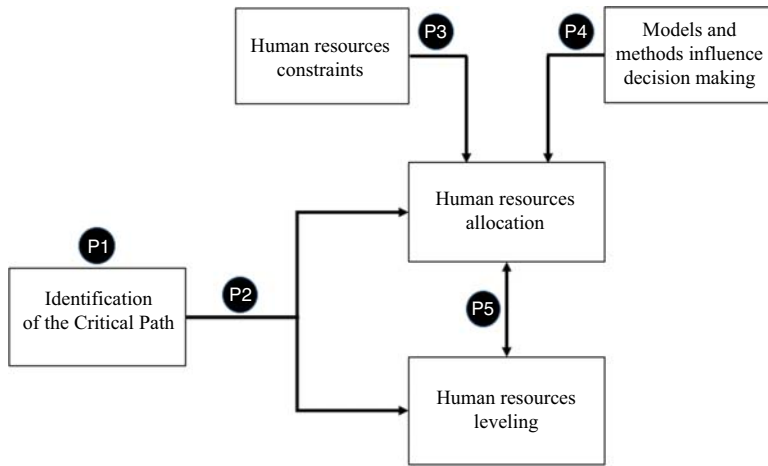 P3
Human resources
constraints
P4
Models and
methods influence
decision making
Human resources
allocation
P1
Identification
of the Critical Path
P2
P5
Human resources
leveling